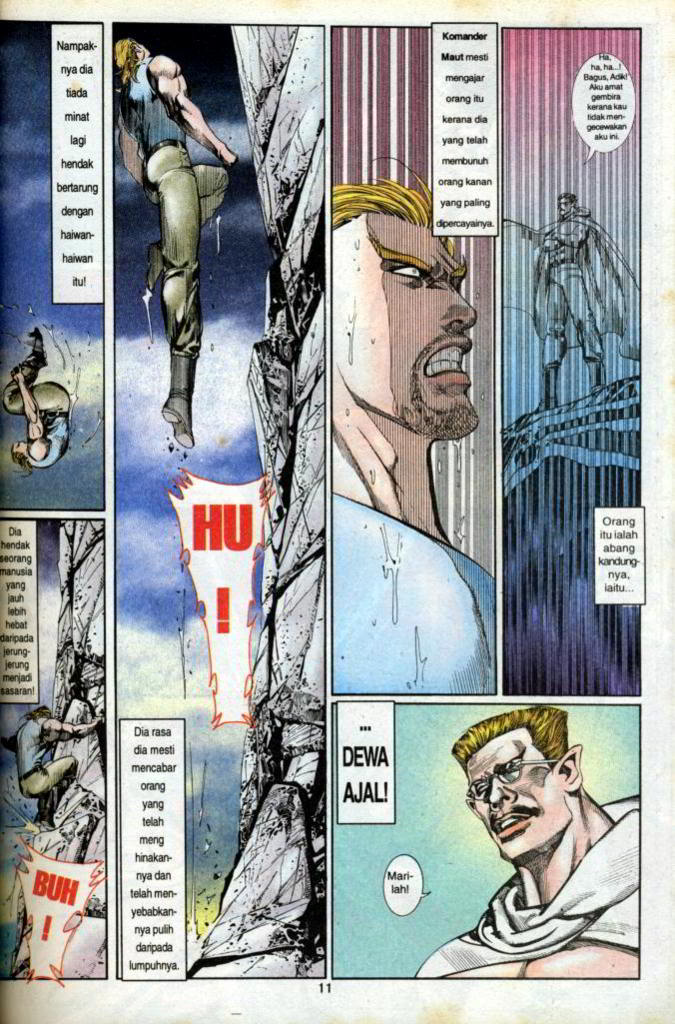 Nampak-
nya dia
tiada
minat
lagi
hendak
bertarung
dengan
haiwan-
haiwan
itu!
Dia
hendak
seorang
manusia
yang
jauh
lebih
hebat
daripada
jerung-
jerung
menjadi
sasaran!
BUH
!
HU
!
Dia rasa
dia mesti
mencabar
orang
yang
telah
meng
hinakan-
nya dan
telah men-
yebabkan-
nya pulih
daripada
lumpuhnya.
Komander
Maut mesti
mengajar
orang itu
kerana dia
yang telah
membunuh
orang kanan
yang paling
dipercayainya.
Ha,
ha, ha...!
Bagus, Adik!
Aku amat
gembira
kerana kau
tidak men-
gecewakan
aku ini.
Orang
itu ialah
abang
kandung-
nya,
iaitu...
...
DEWA
AJAL!
Mari-
lah!
11